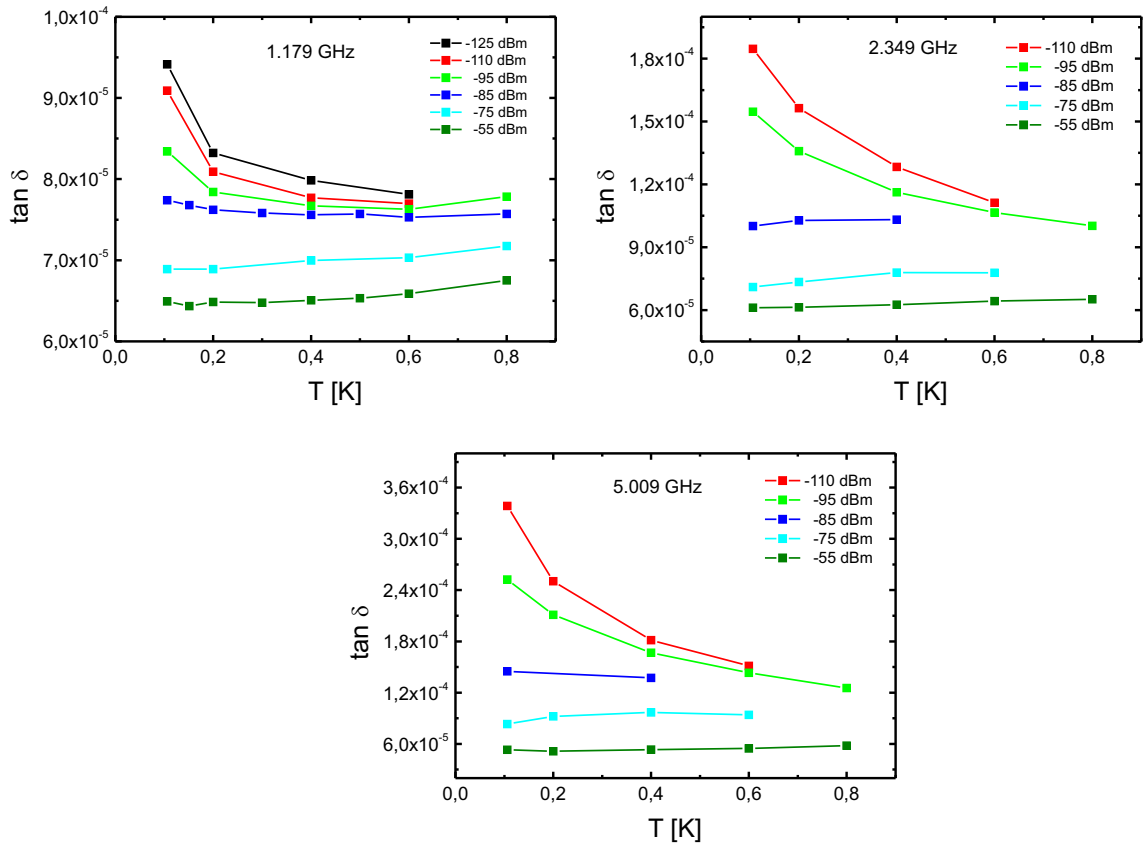 1.179 GHz
-125 dBm
-110 dBm
-95 dBm
-85 dBm
-75 dBm
-55 dBm
1,0x10⁻⁴
9,0x10⁻⁵
8,0x10⁻⁵
7,0x10⁻⁵
6,0x10⁻⁵
tan δ
0,0 0,2 0,4 0,6 0,8
T [K]
2.349 GHz
-110 dBm
-95 dBm
-85 dBm
-75 dBm
-55 dBm
1,8x10⁻⁴
1,5x10⁻⁴
1,2x10⁻⁴
9,0x10⁻⁵
6,0x10⁻⁵
tan δ
0,0 0,2 0,4 0,6 0,8
T [K]
5.009 GHz
-110 dBm
-95 dBm
-85 dBm
-75 dBm
-55 dBm
3,6x10⁻⁴
3,0x10⁻⁴
2,4x10⁻⁴
1,8x10⁻⁴
1,2x10⁻⁴
6,0x10⁻⁵
tan δ
0,0 0,2 0,4 0,6 0,8
T [K]